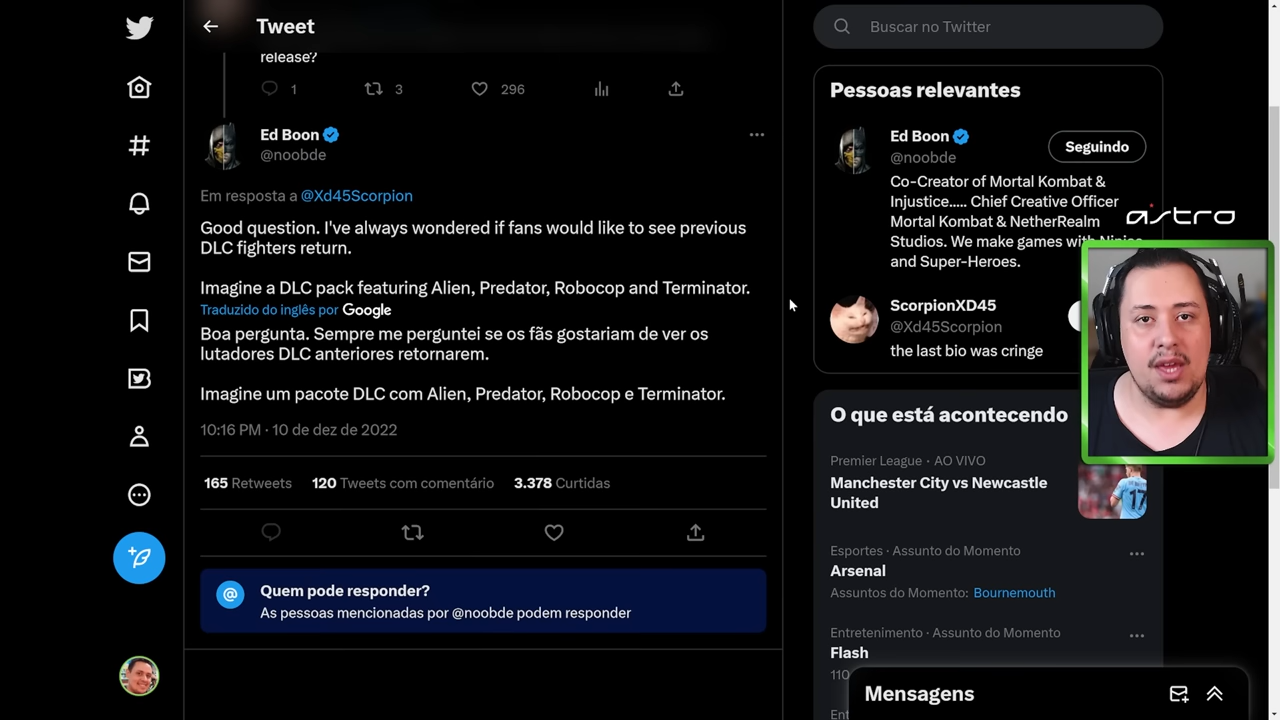 Tweet
release?
1
3
296
Ed Boon
@noobde
Em resposta a @Xd45Scorpion
Good question. I've always wondered if fans would like to see previous
DLC fighters return.
Imagine a DLC pack featuring Alien, Predator, Robocop and Terminator.
Traduzido do inglês por Google
Boa pergunta. Sempre me perguntei se os fãs gostariam de ver os
lutadores DLC anteriores retornarem.
Imagine um pacote DLC com Alien, Predator, Robocop e Terminator.
10:16 PM · 10 de dez de 2022
165 Retweets
120 Tweets com comentário
3.378 Curtidas
@
Quem pode responder?
As pessoas mencionadas por @noobde podem responder
Buscar no Twitter
Pessoas relevantes
Ed Boon
@noobde
Seguindo
Co-Creator of Mortal Kombat &
Injustice..... Chief Creative Officer
Mortal Kombat & NetherRealm
Studios. We make games with Ninjas
and Super-Heroes.
astro
ScorpionXD45
@Xd45Scorpion
the last bio was cringe
O que está acontecendo
Premier League · AO VIVO
Manchester City vs Newcastle
United
17
Esportes · Assunto do Momento
Arsenal
Assuntos do Momento: Bournemouth
Entretenimento · Assunto do Momento
Flash
110
Mensagens